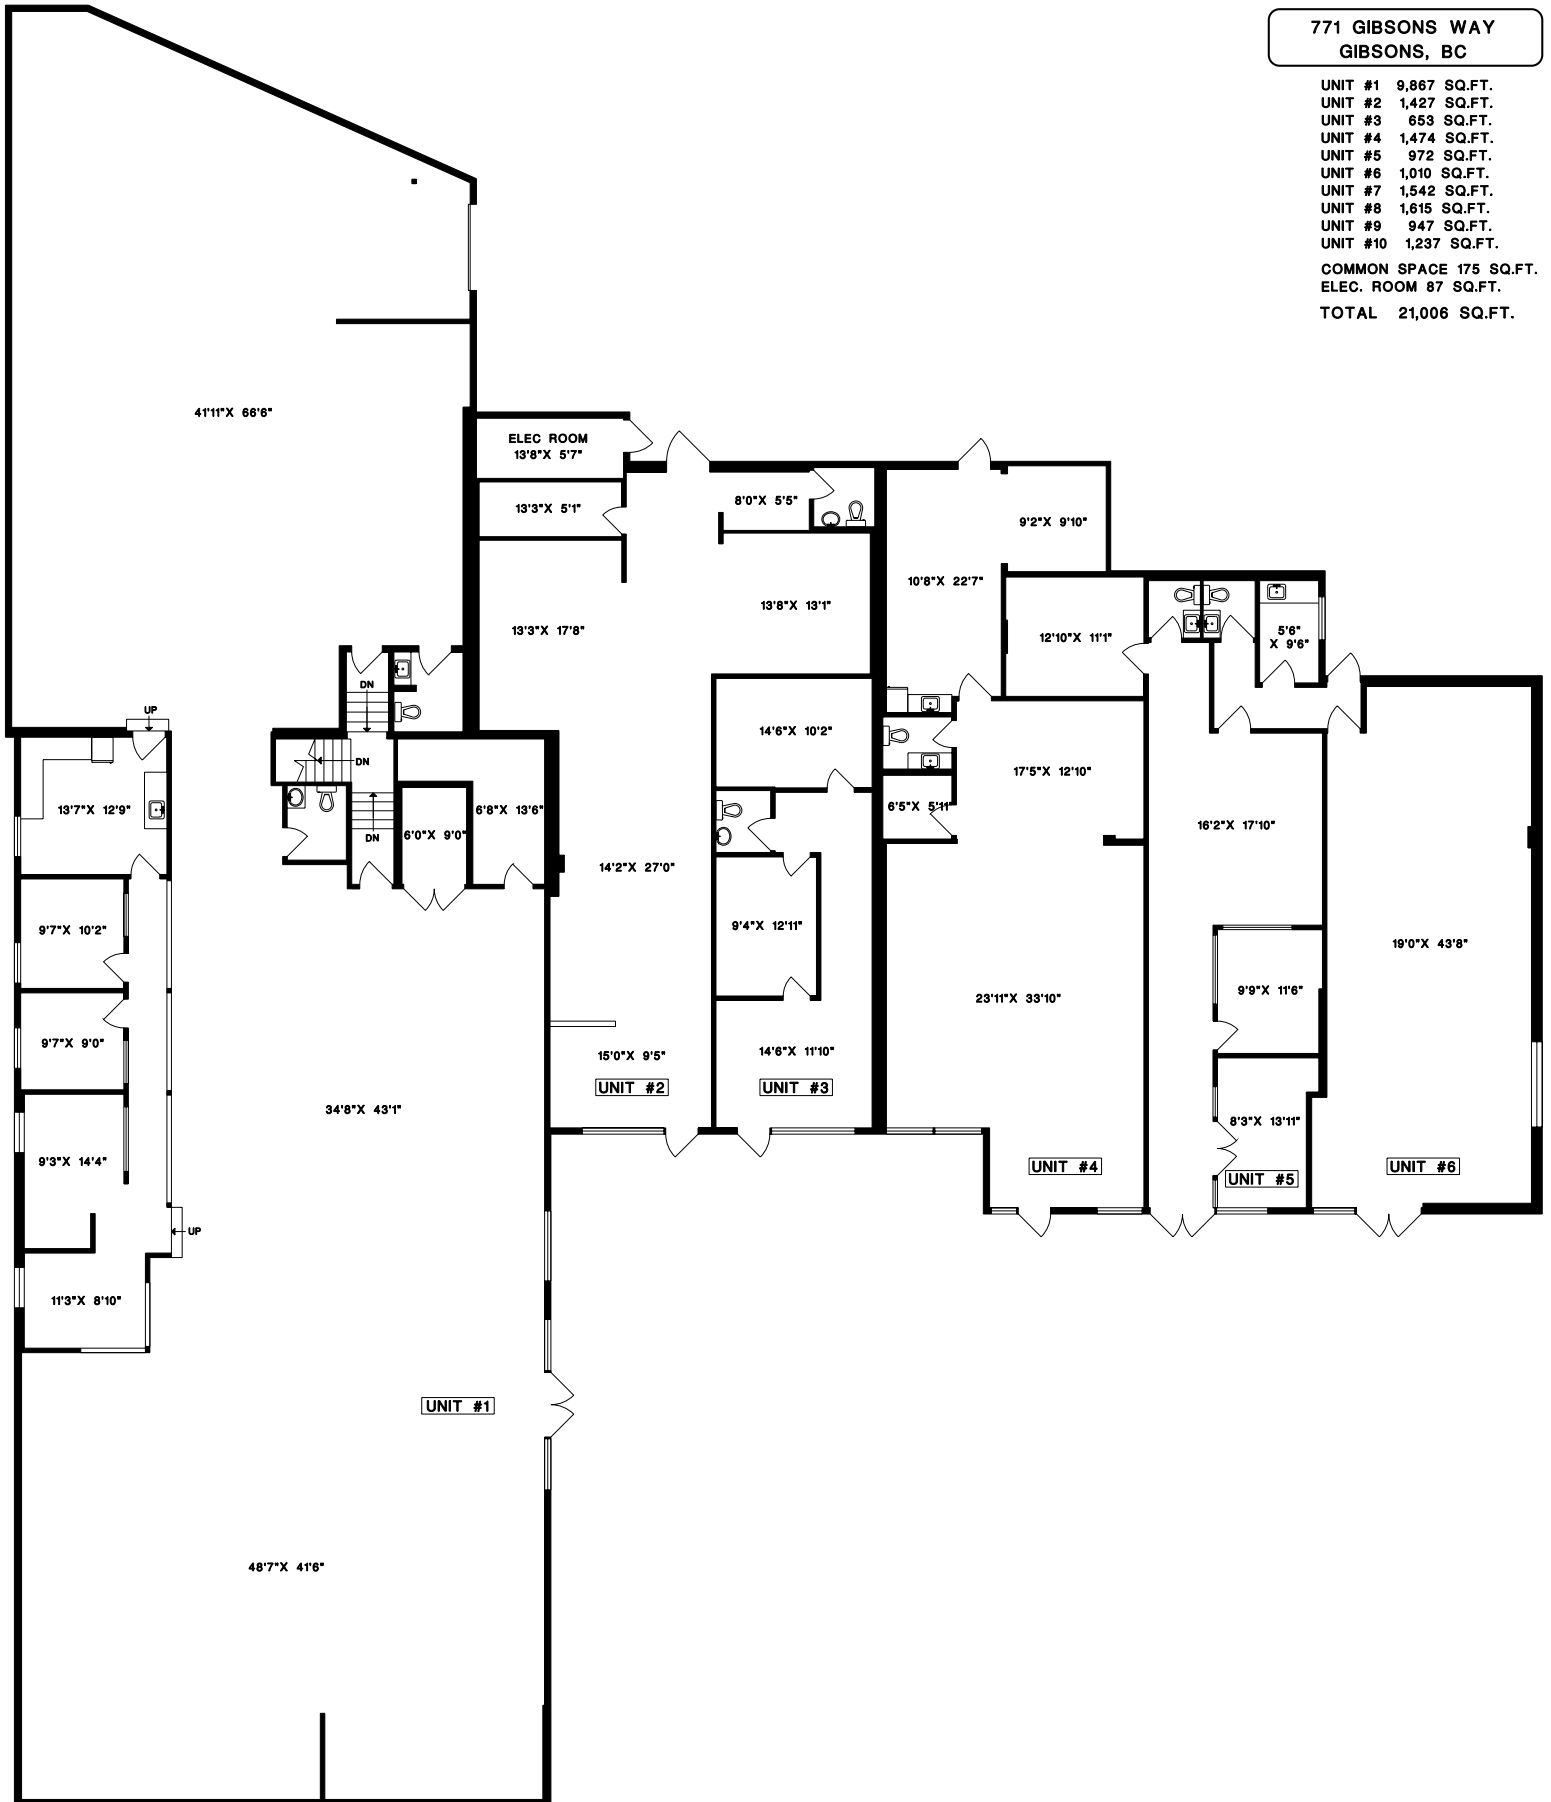 771 GIBSONS WAY
GIBSONS, BC
UNIT #1 9,867 SQ.FT.
UNIT #2 1,427 SQ.FT.
UNIT #3 653 SQ.FT.
UNIT #4 1,474 SQ.FT.
UNIT #5 972 SQ.FT.
UNIT #6 1,010 SQ.FT.
UNIT #7 1,542 SQ.FT.
UNIT #8 1,615 SQ.FT.
UNIT #9 947 SQ.FT.
UNIT #10 1,237 SQ.FT.
COMMON SPACE 175 SQ.FT.
ELEC. ROOM 87 SQ.FT.
TOTAL 21,006 SQ.FT.
41'11"X 66'6"
ELEC ROOM
13'8"X 5'7"
13'3"X 5'1"
8'0"X 5'5"
9'2"X 9'10"
10'8"X 22'7"
13'8"X 13'1"
13'3"X 17'8"
12'10"X 11'1"
5'6"
X 9'6"
DN
UP
14'6"X 10'2"
DN
17'5"X 12'10"
13'7"X 12'9"
6'8"X 13'6"
6'5"X 5'11"
6'0"X 9'0"
DN
16'2"X 17'10"
14'2"X 27'0"
9'7"X 10'2"
9'4"X 12'11"
19'0"X 43'8"
9'9"X 11'6"
23'11"X 33'10"
9'7"X 9'0"
15'0"X 9'5"
14'6"X 11'10"
UNIT #2
UNIT #3
34'8"X 43'1"
8'3"X 13'11"
9'3"X 14'4"
UNIT #4
UNIT #5
UNIT #6
UP
11'3"X 8'10"
UNIT #1
48'7"X 41'6"